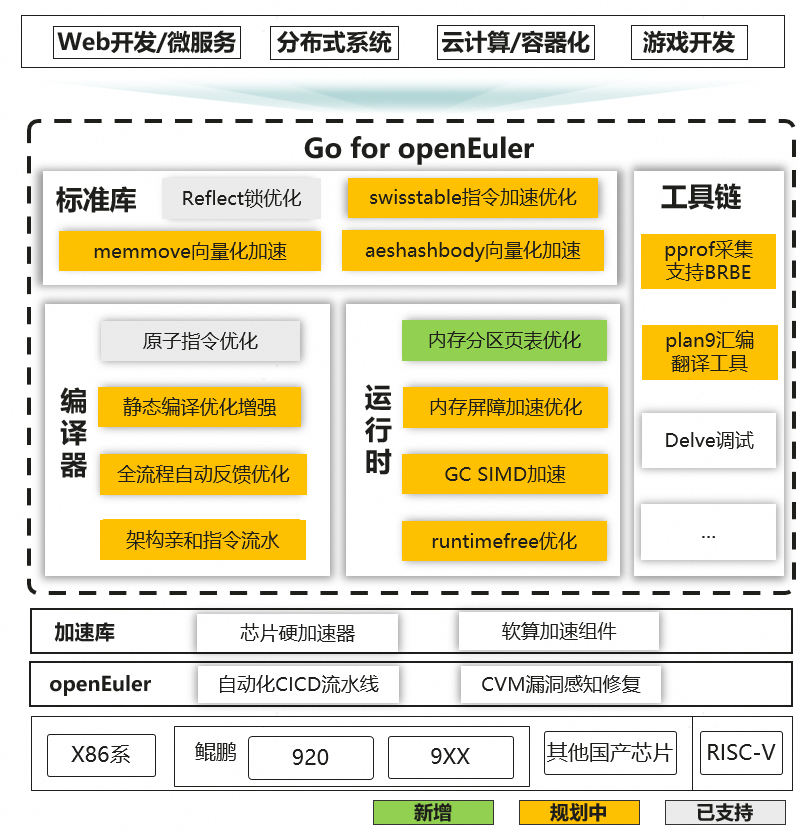 Web开发/微服务
分布式系统
云计算/容器化
游戏开发
Go for openEuler
标准库
Reflect锁优化
swisstable指令加速优化
memmove向量化加速
aeshashbody向量化加速
编译器
原子指令优化
静态编译优化增强
全流程自动反馈优化
架构亲和指令流水
运行时
内存分区页表优化
内存屏障加速优化
GC SIMD加速
runtimefree优化
工具链
pprof采集
支持BRBE
plan9汇编
翻译工具
Delve调试
...
加速库
芯片硬加速器
软算加速组件
openEuler
自动化CICD流水线
CVM漏洞感知修复
X86系
鲲鹏
920
9XX
其他国产芯片
RISC-V
新增
规划中
已支持